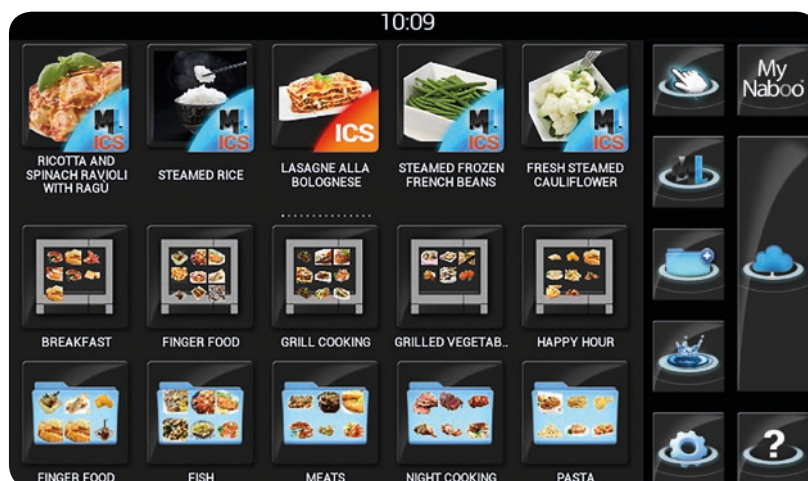 10:09
My
Naboo
ICS
ICS
ICS
ICS
ICS
RICOTTA AND
SPINACH RAVIOLI
WITH RAGÙ
STEAMED RICE
LASAGNE ALLA
BOLOGNESE
STEAMED FROZEN
FRENCH BEANS
FRESH STEAMED
CAULIFLOWER
BREAKFAST
FINGER FOOD
GRILL COOKING
GRILLED VEGETAB..
HAPPY HOUR
FINGER FOOD
FISH
MEATS
NIGHT COOKING
PASTA
?